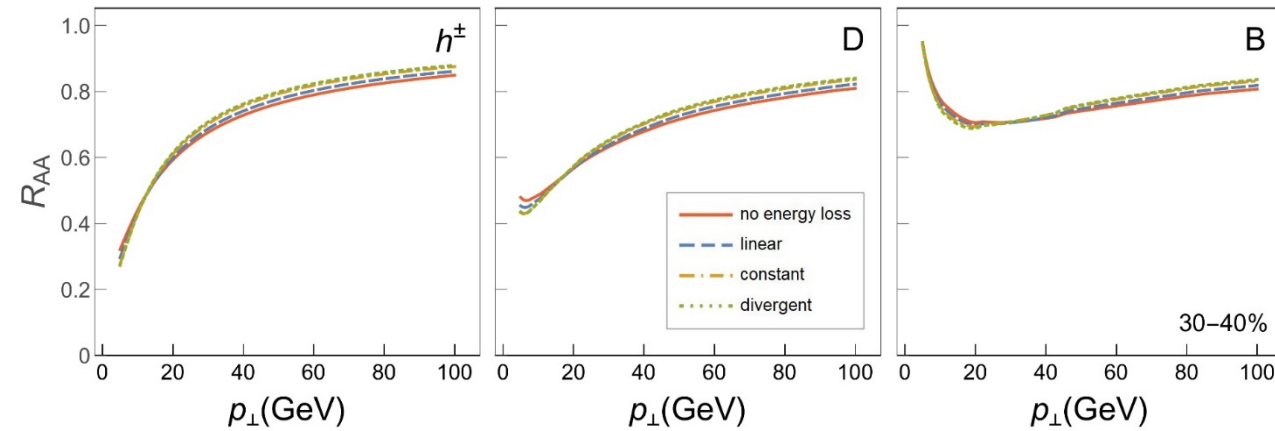 h±
D
B
1.0
0.8
0.6
0.4
0.2
0
R_AA
no energy loss
linear
constant
divergent
30–40%
0 20 40 60 80 100
0 20 40 60 80 100
0 20 40 60 80 100
p⊥(GeV)
p⊥(GeV)
p⊥(GeV)